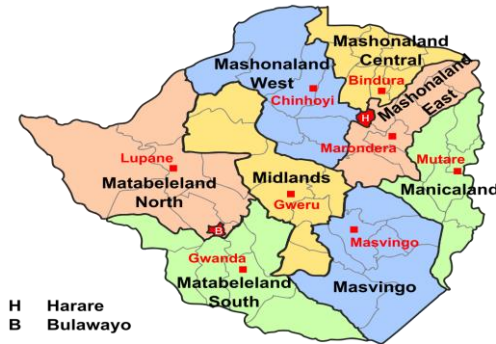 Mashonaland
Central
Bindura
Mashonaland
West
Chinhoyi
Mashonaland
East
H
Marondera
Lupane
Matabeleland
North
Midlands
Gweru
Mutare
Manicaland
B
Masvingo
Gwanda
Matabeleland
South
Masvingo
H Harare
B Bulawayo